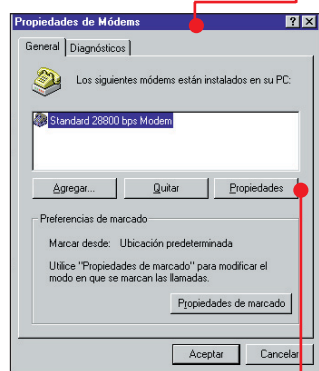 Propiedades de Módems
General Diagnósticos
Los siguientes módems están instalados en su PC:
Standard 28800 bps Modem
Agregar... Quitar Propiedades
Preferencias de marcado
Marcar desde: Ubicación predeterminada
Utilice "Propiedades de marcado" para modificar el
modo en que se marcan las llamadas.
Propiedades de marcado
Aceptar Cancelar